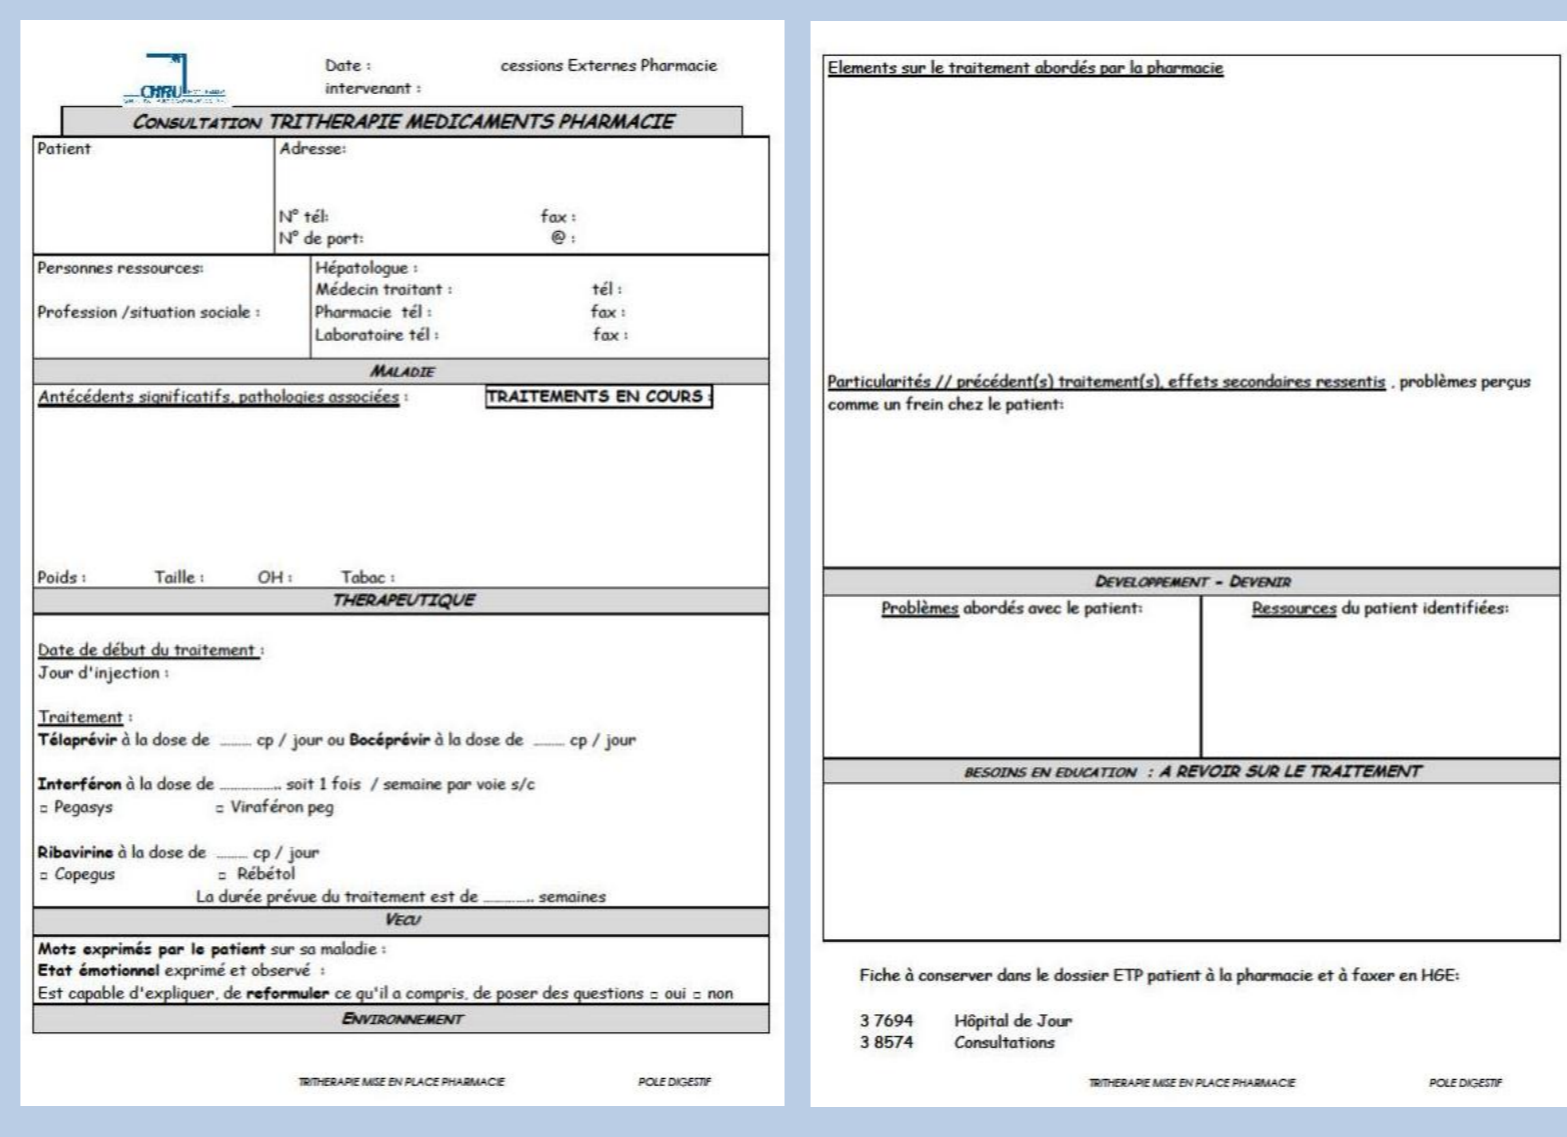 Date : cessions Externes Pharmacie
intervenant :
CHRU
CONSULTATION TRITHERAPIE MEDICAMENTS PHARMACIE
Patient
Adresse:
N° tél: fax :
N° de port: @ :
Personnes ressources:
Profession /situation sociale :
Hépatologue :
Médecin traitant : tél :
Pharmacie tél : fax :
Laboratoire tél : fax :
MALADIE
Antécédents significatifs, pathologies associées : TRAITEMENTS EN COURS :
Poids : Taille : OH : Tabac :
THERAPEUTIQUE
Date de début du traitement :
Jour d'injection :
Traitement :
Télaprévir à la dose de ........ cp / jour ou Bocéprévir à la dose de ........ cp / jour
Interféron à la dose de ................ soit 1 fois / semaine par voie s/c
□ Pegasys □ Viraféron peg
Ribavirine à la dose de ........ cp / jour
□ Copegus □ Rébétol
La durée prévue du traitement est de ............. semaines
VECU
Mots exprimés par le patient sur sa maladie :
Etat émotionnel exprimé et observé :
Est capable d'expliquer, de reformuler ce qu'il a compris, de poser des questions □ oui □ non
ENVIRONNEMENT
TRITHERAPIE MISE EN PLACE PHARMACIE POLE DIGESTIF
Elements sur le traitement abordés par la pharmacie
Particularités // précédent(s) traitement(s), effets secondaires ressentis , problèmes perçus
comme un frein chez le patient:
DEVELOPPEMENT - DEVENIR
Problèmes abordés avec le patient: Ressources du patient identifiées:
BESOINS EN EDUCATION : A REVOIR SUR LE TRAITEMENT
Fiche à conserver dans le dossier ETP patient à la pharmacie et à faxer en HGE:
3 7694 Hôpital de Jour
3 8574 Consultations
TRITHERAPIE MISE EN PLACE PHARMACIE POLE DIGESTIF